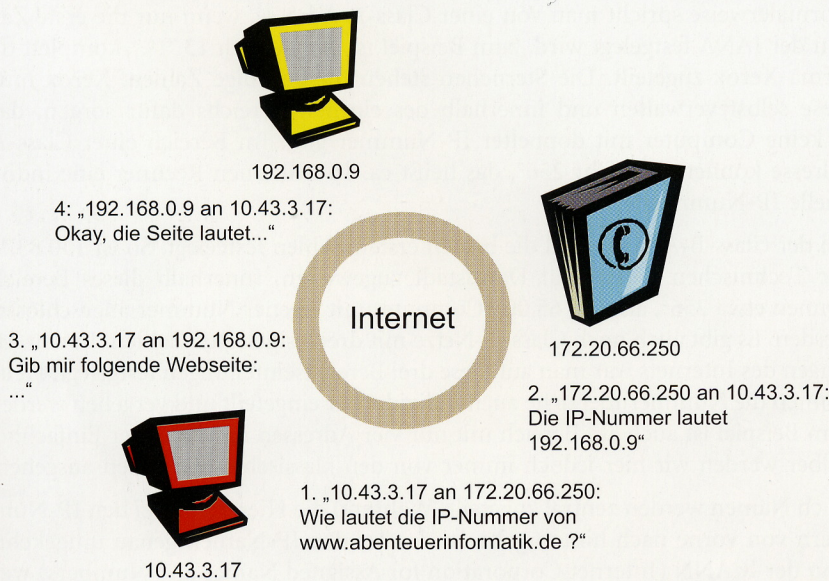 192.168.0.9
4: „192.168.0.9 an 10.43.3.17:
Okay, die Seite lautet...“
Internet
172.20.66.250
3. „10.43.3.17 an 192.168.0.9:
Gib mir folgende Webseite:
...“
2. „172.20.66.250 an 10.43.3.17:
Die IP-Nummer lautet
192.168.0.9“
1. „10.43.3.17 an 172.20.66.250:
Wie lautet die IP-Nummer von
www.abenteuerinformatik.de ?“
10.43.3.17